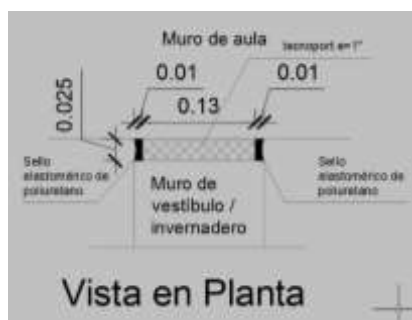 Muro de aula
tecnoport e=1"
0.01
0.01
0.13
0.025
Sello
elastomérico de
poliuretano
Sello
elastomérico de
poliuretano
Muro de
vestíbulo /
invernadero
Vista en Planta